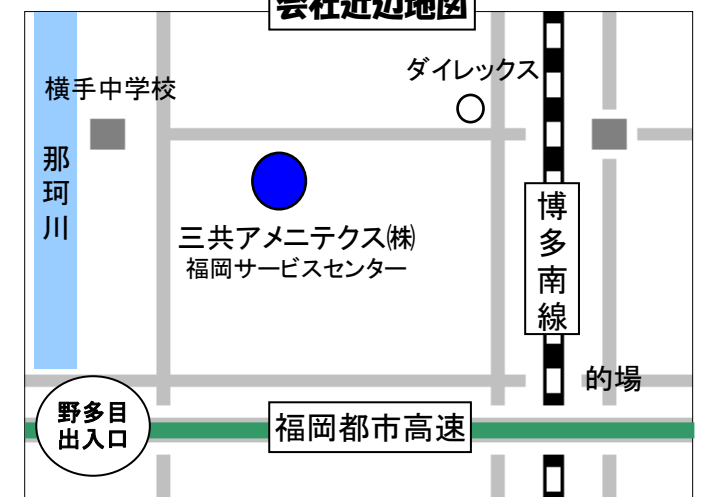 会社近辺地図
ダイレックス
横手中学校
那珂川
三共アメニテクス㈱
福岡サービスセンター
博多南線
的場
野多目
出入口
福岡都市高速